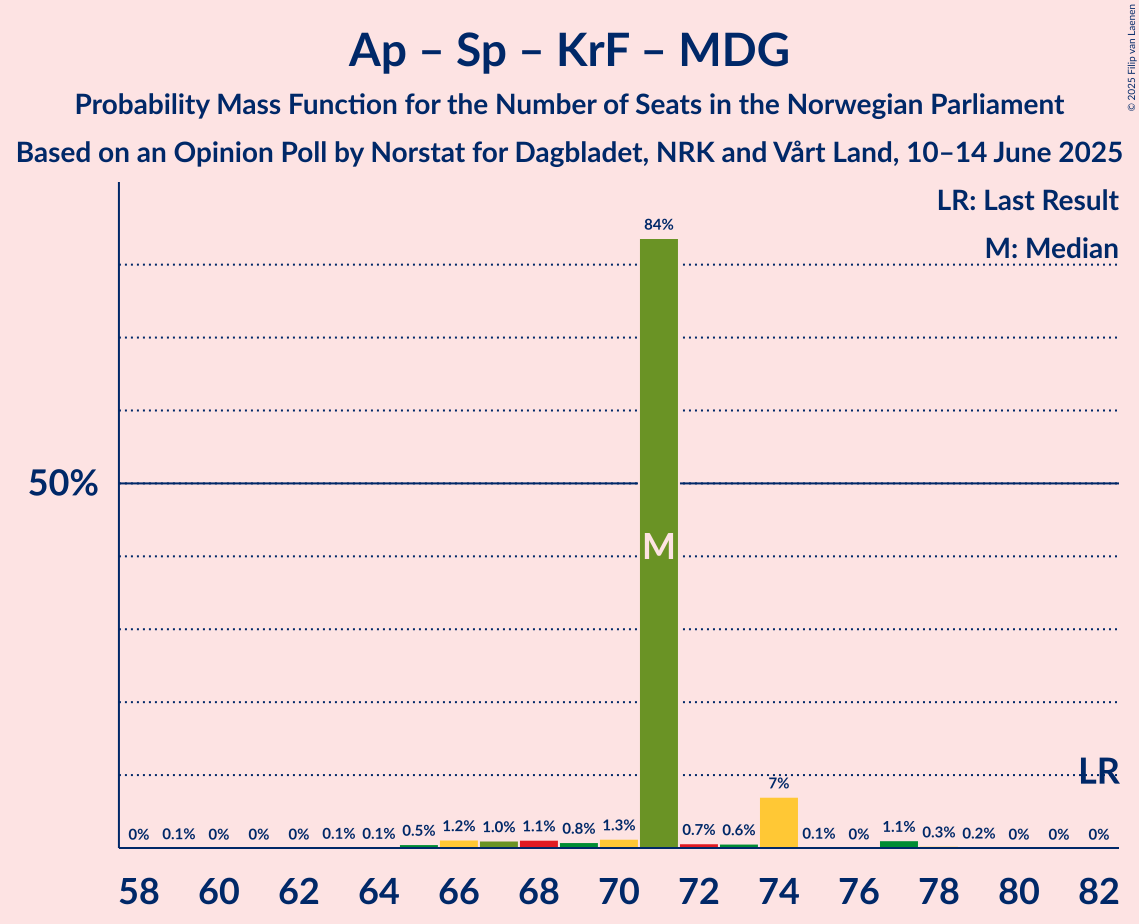 Ap – Sp – KrF – MDG
Probability Mass Function for the Number of Seats in the Norwegian Parliament
Based on an Opinion Poll by Norstat for Dagbladet, NRK and Vårt Land, 10–14 June 2025
© 2025 Filip van Laenen
LR: Last Result
M: Median
84%
50%
M
LR
0% 0.1% 0% 0% 0% 0.1% 0.1% 0.5% 1.2% 1.0% 1.1% 0.8% 1.3% 0.7% 0.6% 7% 0.1% 0% 1.1% 0.3% 0.2% 0% 0% 0%
58 60 62 64 66 68 70 72 74 76 78 80 82